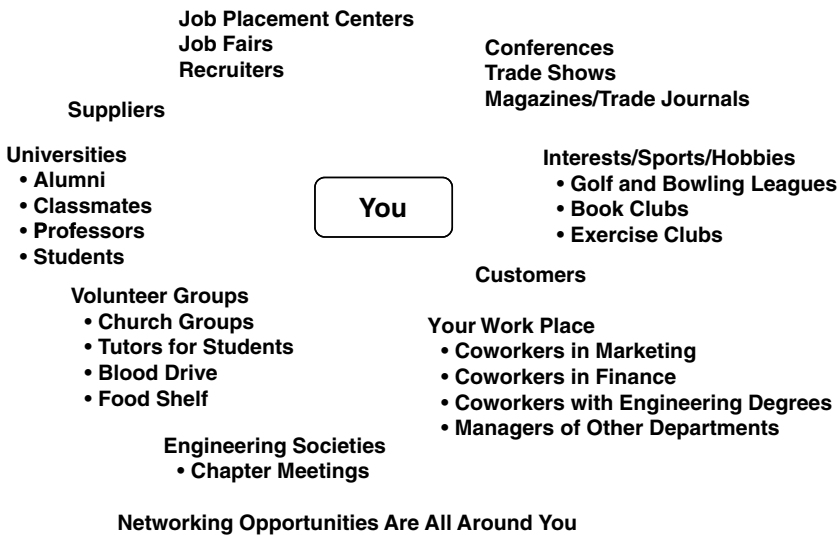 Job Placement Centers
Job Fairs
Recruiters
Conferences
Trade Shows
Magazines/Trade Journals
Suppliers
Universities
• Alumni
• Classmates
• Professors
• Students
You
Interests/Sports/Hobbies
• Golf and Bowling Leagues
• Book Clubs
• Exercise Clubs
Customers
Volunteer Groups
• Church Groups
• Tutors for Students
• Blood Drive
• Food Shelf
Your Work Place
• Coworkers in Marketing
• Coworkers in Finance
• Coworkers with Engineering Degrees
• Managers of Other Departments
Engineering Societies
• Chapter Meetings
Networking Opportunities Are All Around You